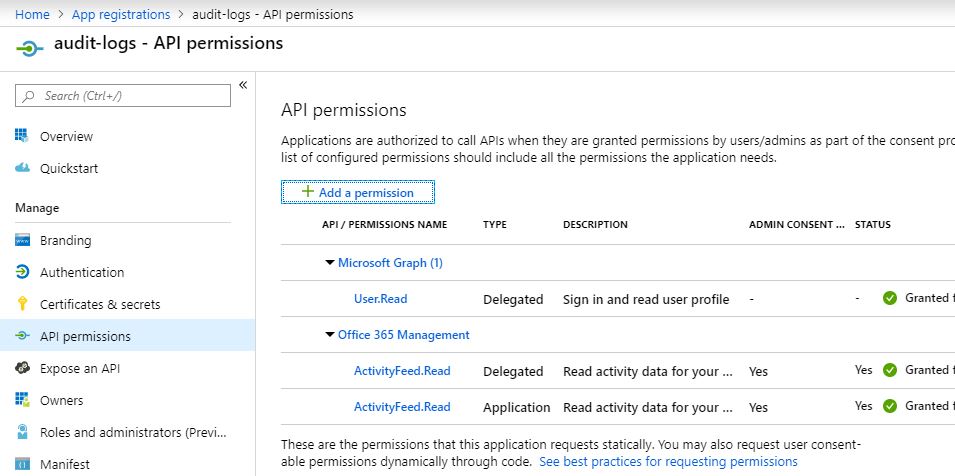 Home > App registrations > audit-logs - API permissions
audit-logs - API permissions
Search (Ctrl+/)
«
Overview
Quickstart
Manage
Branding
Authentication
Certificates & secrets
API permissions
Expose an API
Owners
Roles and administrators (Previ...
Manifest
API permissions
Applications are authorized to call APIs when they are granted permissions by users/admins as part of the consent pro
list of configured permissions should include all the permissions the application needs.
+ Add a permission
API / PERMISSIONS NAME TYPE DESCRIPTION ADMIN CONSENT ... STATUS
Microsoft Graph (1)
User.Read Delegated Sign in and read user profile - - Granted f
Office 365 Management
ActivityFeed.Read Delegated Read activity data for your ... Yes Yes Granted f
ActivityFeed.Read Application Read activity data for your ... Yes Yes Granted f
These are the permissions that this application requests statically. You may also request user consent-
able permissions dynamically through code. See best practices for requesting permissions